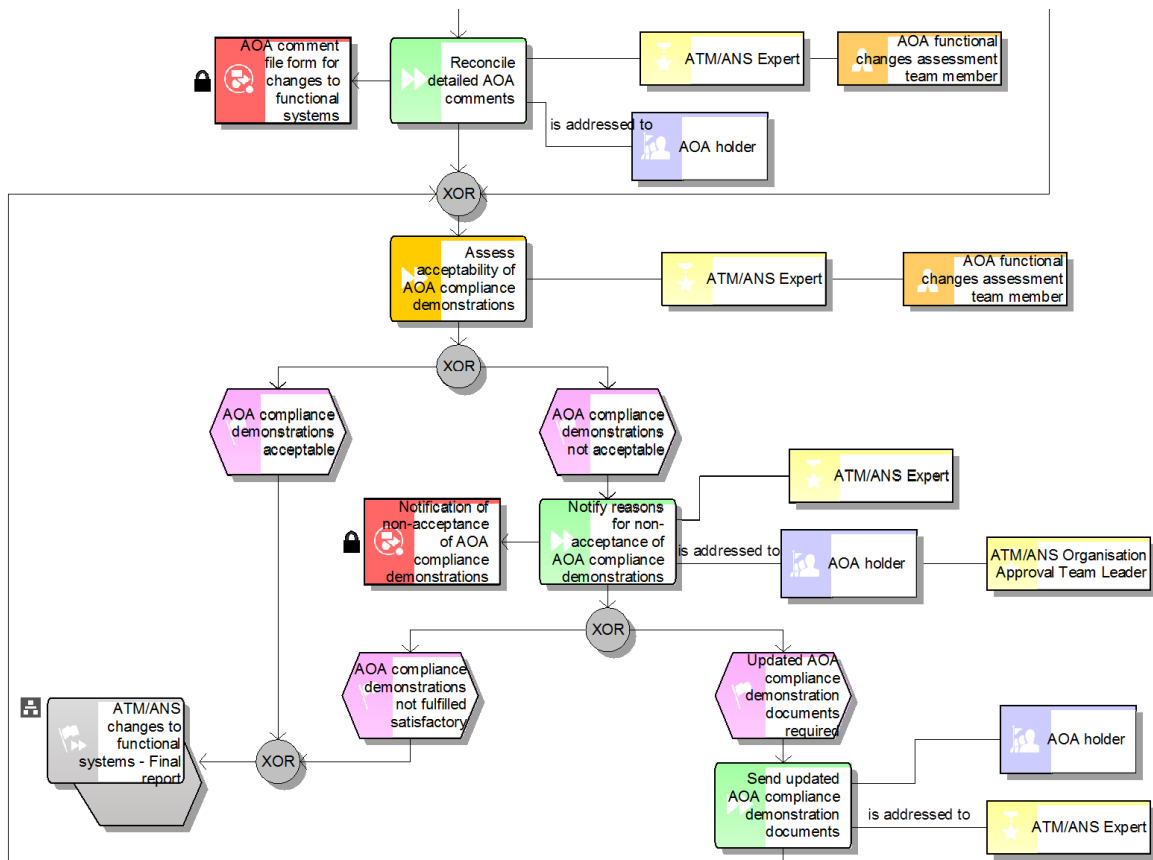 AOA comment
file form for
changes to
functional
systems
Reconcile
detailed AOA
comments
ATM/ANS Expert
AOA functional
changes assessment
team member
is addressed to
AOA holder
XOR
Assess
acceptability of
AOA compliance
demonstrations
ATM/ANS Expert
AOA functional
changes assessment
team member
XOR
AOA compliance
demonstrations
acceptable
AOA compliance
demonstrations
not acceptable
ATM/ANS Expert
Notification of
non-acceptance
of AOA
compliance
demonstrations
Notify reasons
for non-
acceptance of
AOA compliance
demonstrations
is addressed to
AOA holder
ATM/ANS Organisation
Approval Team Leader
XOR
AOA compliance
demonstrations
not fulfilled
satisfactory
Updated AOA
compliance
demonstration
documents
required
ATM/ANS
changes to
functional
systems - Final
report
XOR
AOA holder
Send updated
AOA compliance
demonstration
documents
is addressed to
ATM/ANS Expert